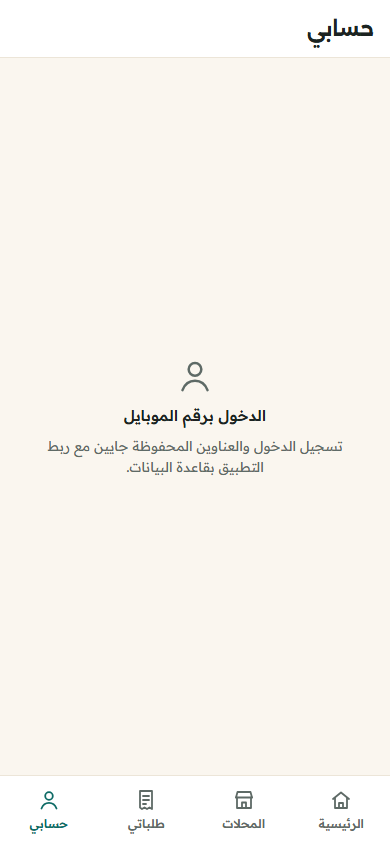 حسابي
الدخول برقم الموبايل
تسجيل الدخول والعناوين المحفوظة جايين مع ربط
التطبيق بقاعدة البيانات.
الرئيسية
المحلات
طلباتي
حسابي